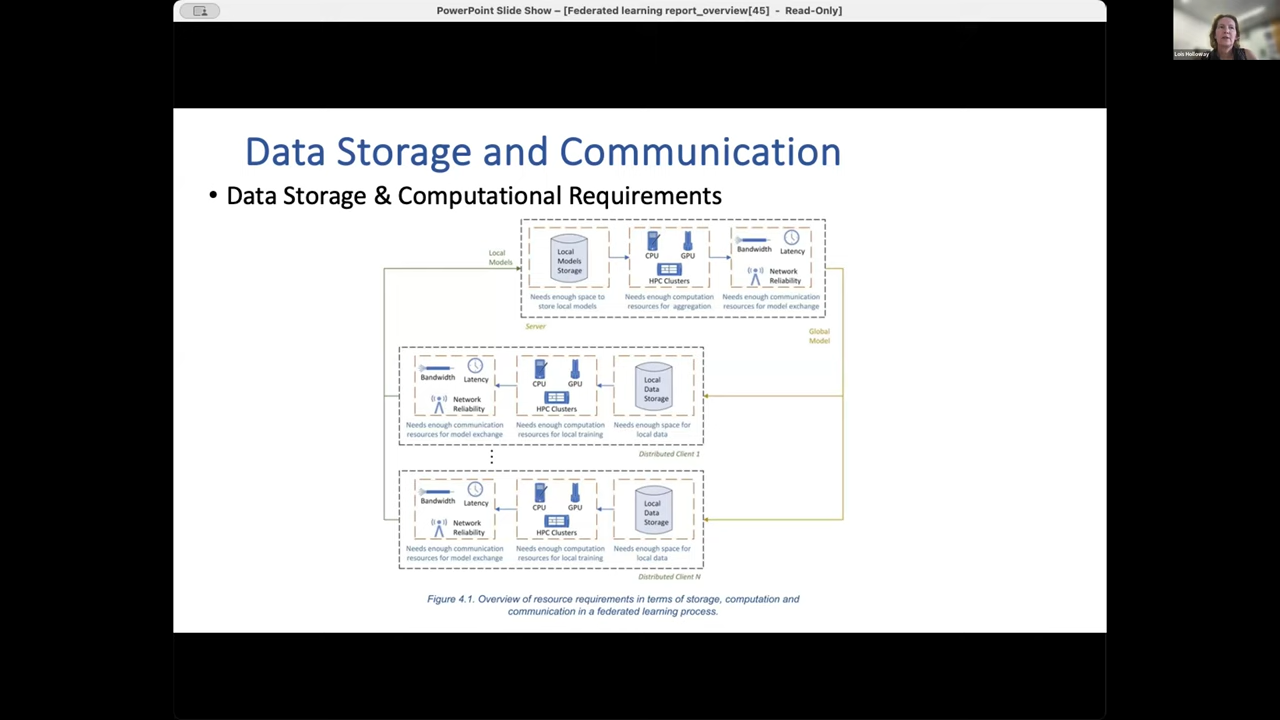 PowerPoint Slide Show – [Federated learning report_overview[45] - Read-Only]
Lois Holloway
Data Storage and Communication
• Data Storage & Computational Requirements
Local
Models
Local
Models
Storage
Needs enough space to
store local models
CPU
GPU
HPC Clusters
Needs enough computation
resources for aggregation
Bandwidth
Latency
Network
Reliability
Needs enough communication
resources for model exchange
Server
Global
Model
Bandwidth
Latency
Network
Reliability
Needs enough communication
resources for model exchange
CPU
GPU
HPC Clusters
Needs enough computation
resources for local training
Local
Data
Storage
Needs enough space for
local data
Distributed Client 1
Bandwidth
Latency
Network
Reliability
Needs enough communication
resources for model exchange
CPU
GPU
HPC Clusters
Needs enough computation
resources for local training
Local
Data
Storage
Needs enough space for
local data
Distributed Client N
Figure 4.1. Overview of resource requirements in terms of storage, computation and
communication in a federated learning process.